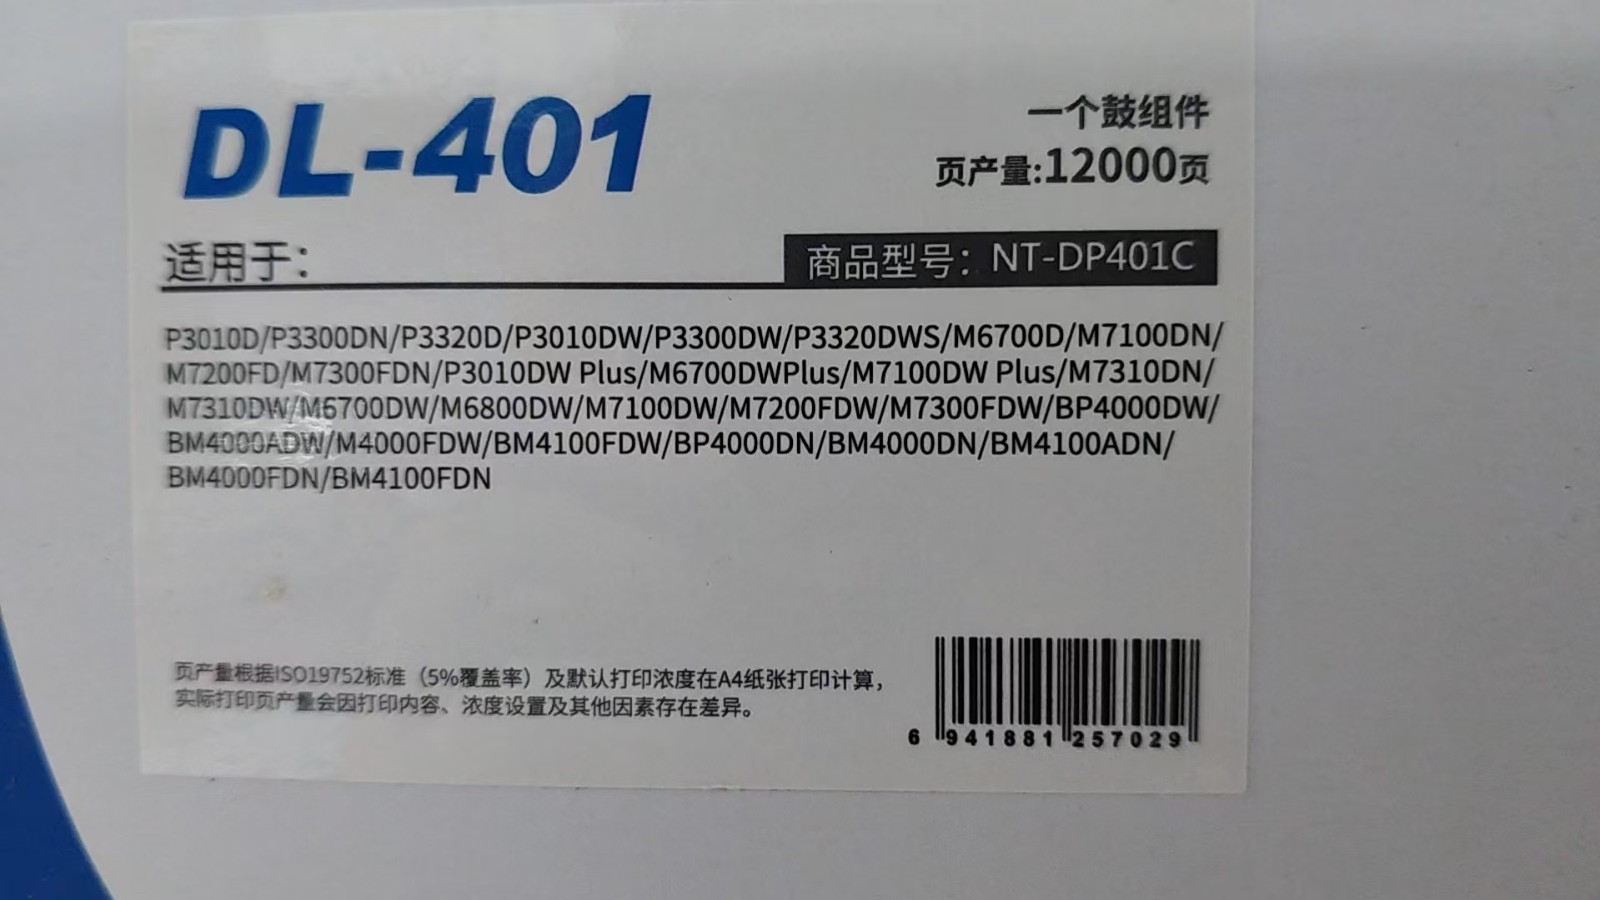 DL-401
一个鼓组件
页产量:12000页
适用于：
商品型号：NT-DP401C
P3010D/P3300DN/P3320D/P3010DW/P3300DW/P3320DWS/M6700D/M7100DN/
M7200FD/M7300FDN/P3010DW Plus/M6700DWPlus/M7100DW Plus/M7310DN/
M7310DW/M6700DW/M6800DW/M7100DW/M7200FDW/M7300FDW/BP4000DW/
BM4000ADW/M4000FDW/BM4100FDW/BP4000DN/BM4000DN/BM4100ADN/
BM4000FDN/BM4100FDN
页产量根据ISO19752标准（5%覆盖率）及默认打印浓度在A4纸张打印计算，
实际打印页产量会因打印内容、浓度设置及其他因素存在差异。
6 941881 257029